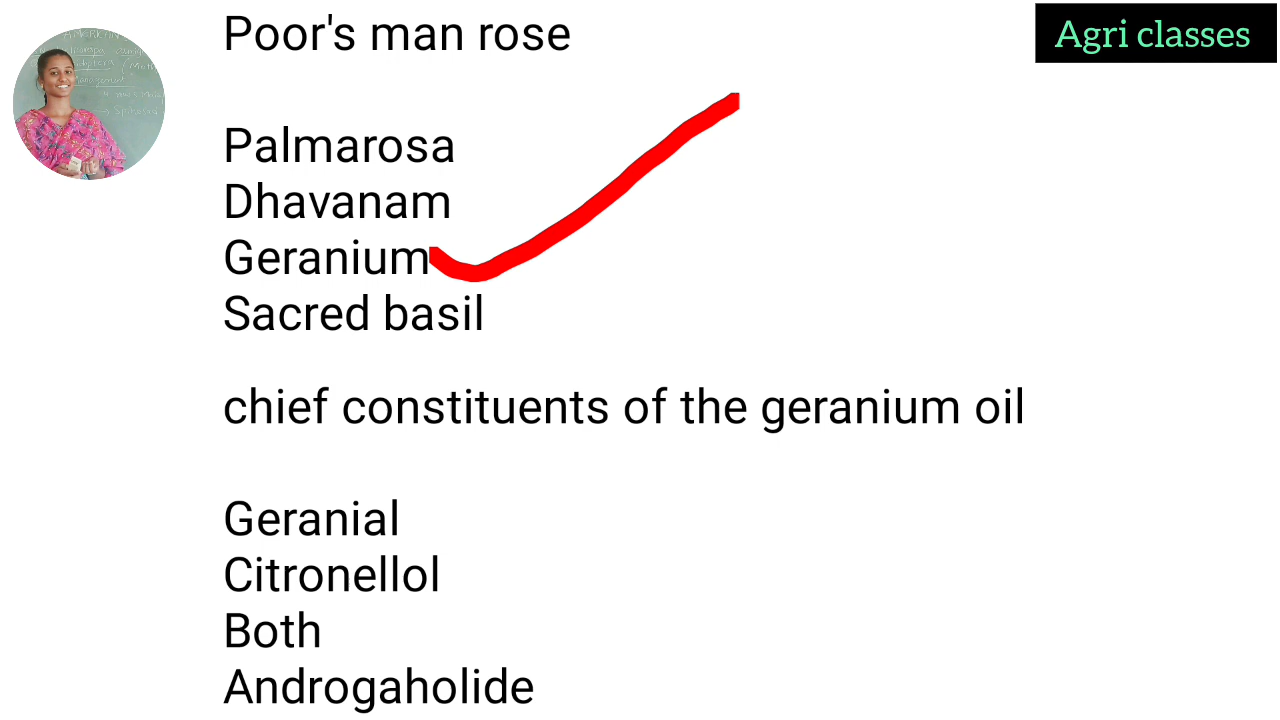 Poor's man rose
Agri classes
Palmarosa
Dhavanam
Geranium
Sacred basil
chief constituents of the geranium oil
Geranial
Citronellol
Both
Androgaholide